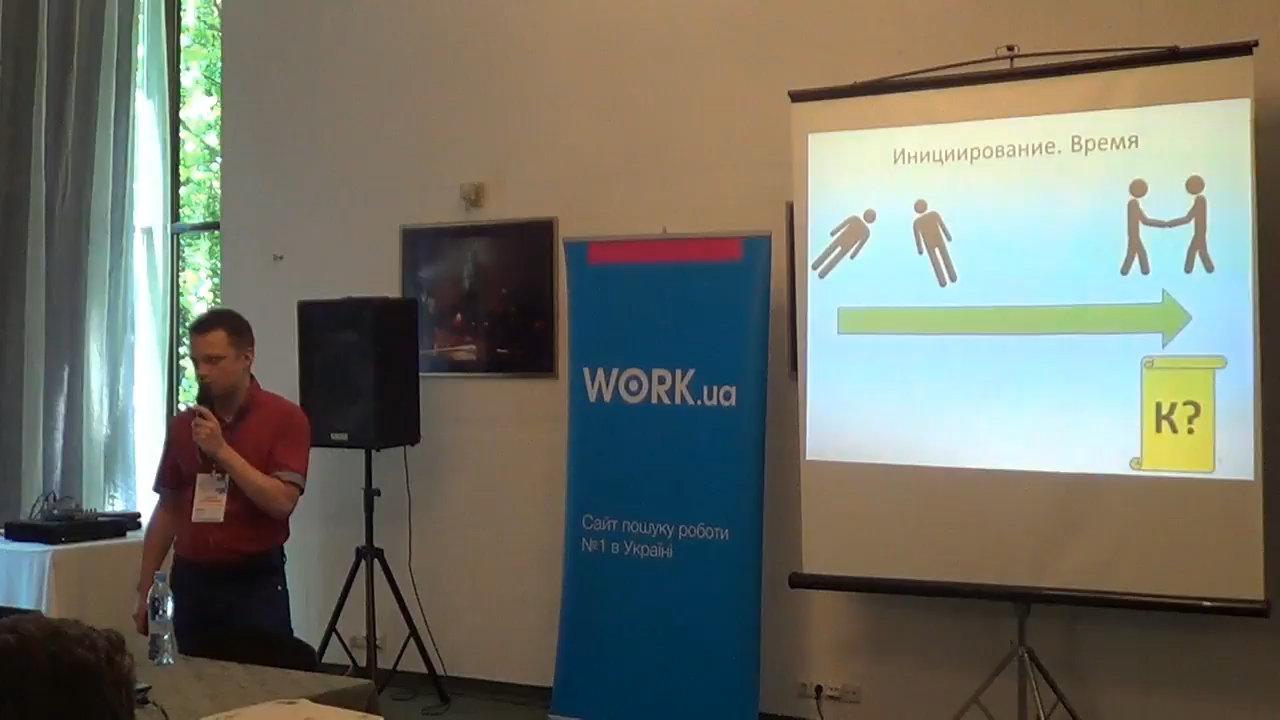 Инициирование. Время
К?
WORK.ua
Сайт пошуку роботи
№1 в Україні